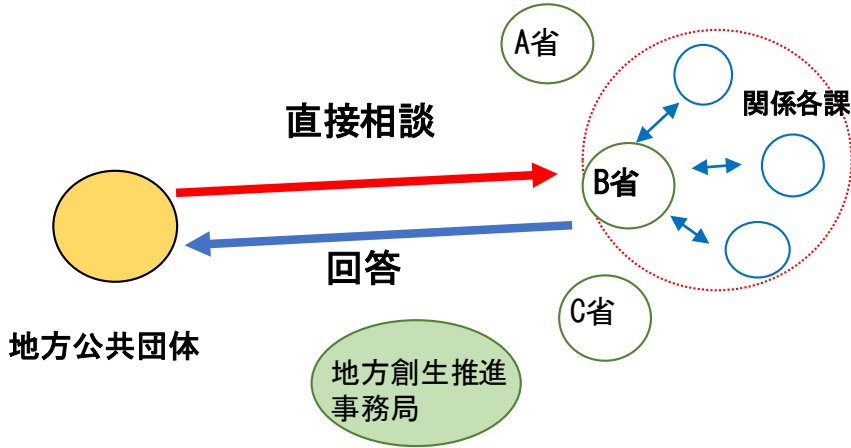 A省
関係各課
直接相談
B省
回答
C省
地方公共団体
地方創生推進
事務局